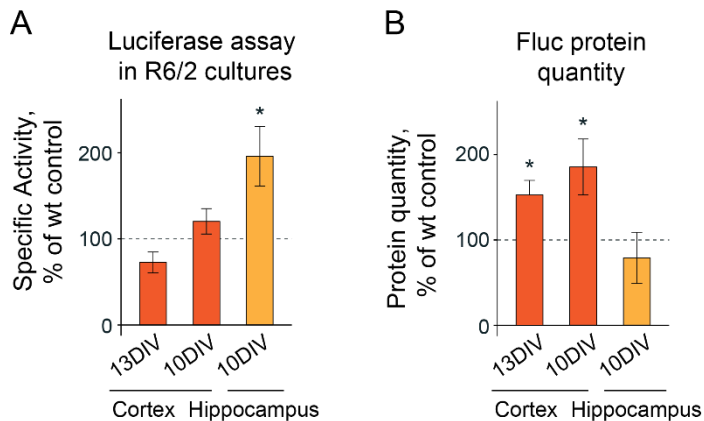 A
Luciferase assay
in R6/2 cultures
Specific Activity,
% of wt control
200
100
0
*
13DIV
10DIV
10DIV
Cortex
Hippocampus
B
Fluc protein
quantity
Protein quantity,
% of wt control
200
100
0
*
*
13DIV
10DIV
10DIV
Cortex
Hippocampus